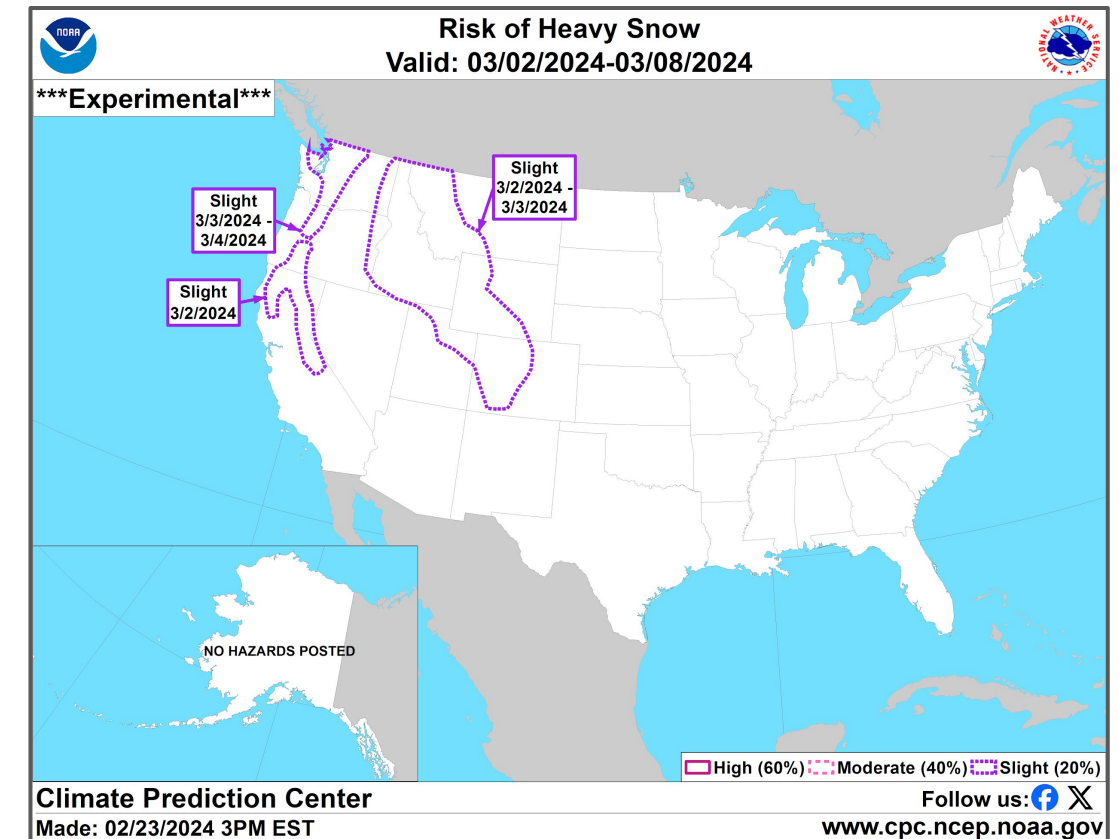 NOAA
Risk of Heavy Snow
Valid: 03/02/2024-03/08/2024
NATIONAL WEATHER SERVICE
***Experimental***
Slight
3/2/2024 -
3/3/2024
Slight
3/3/2024 -
3/4/2024
Slight
3/2/2024
NO HAZARDS POSTED
High (60%) Moderate (40%) Slight (20%)
Climate Prediction Center
Follow us:
Made: 02/23/2024 3PM EST
www.cpc.ncep.noaa.gov